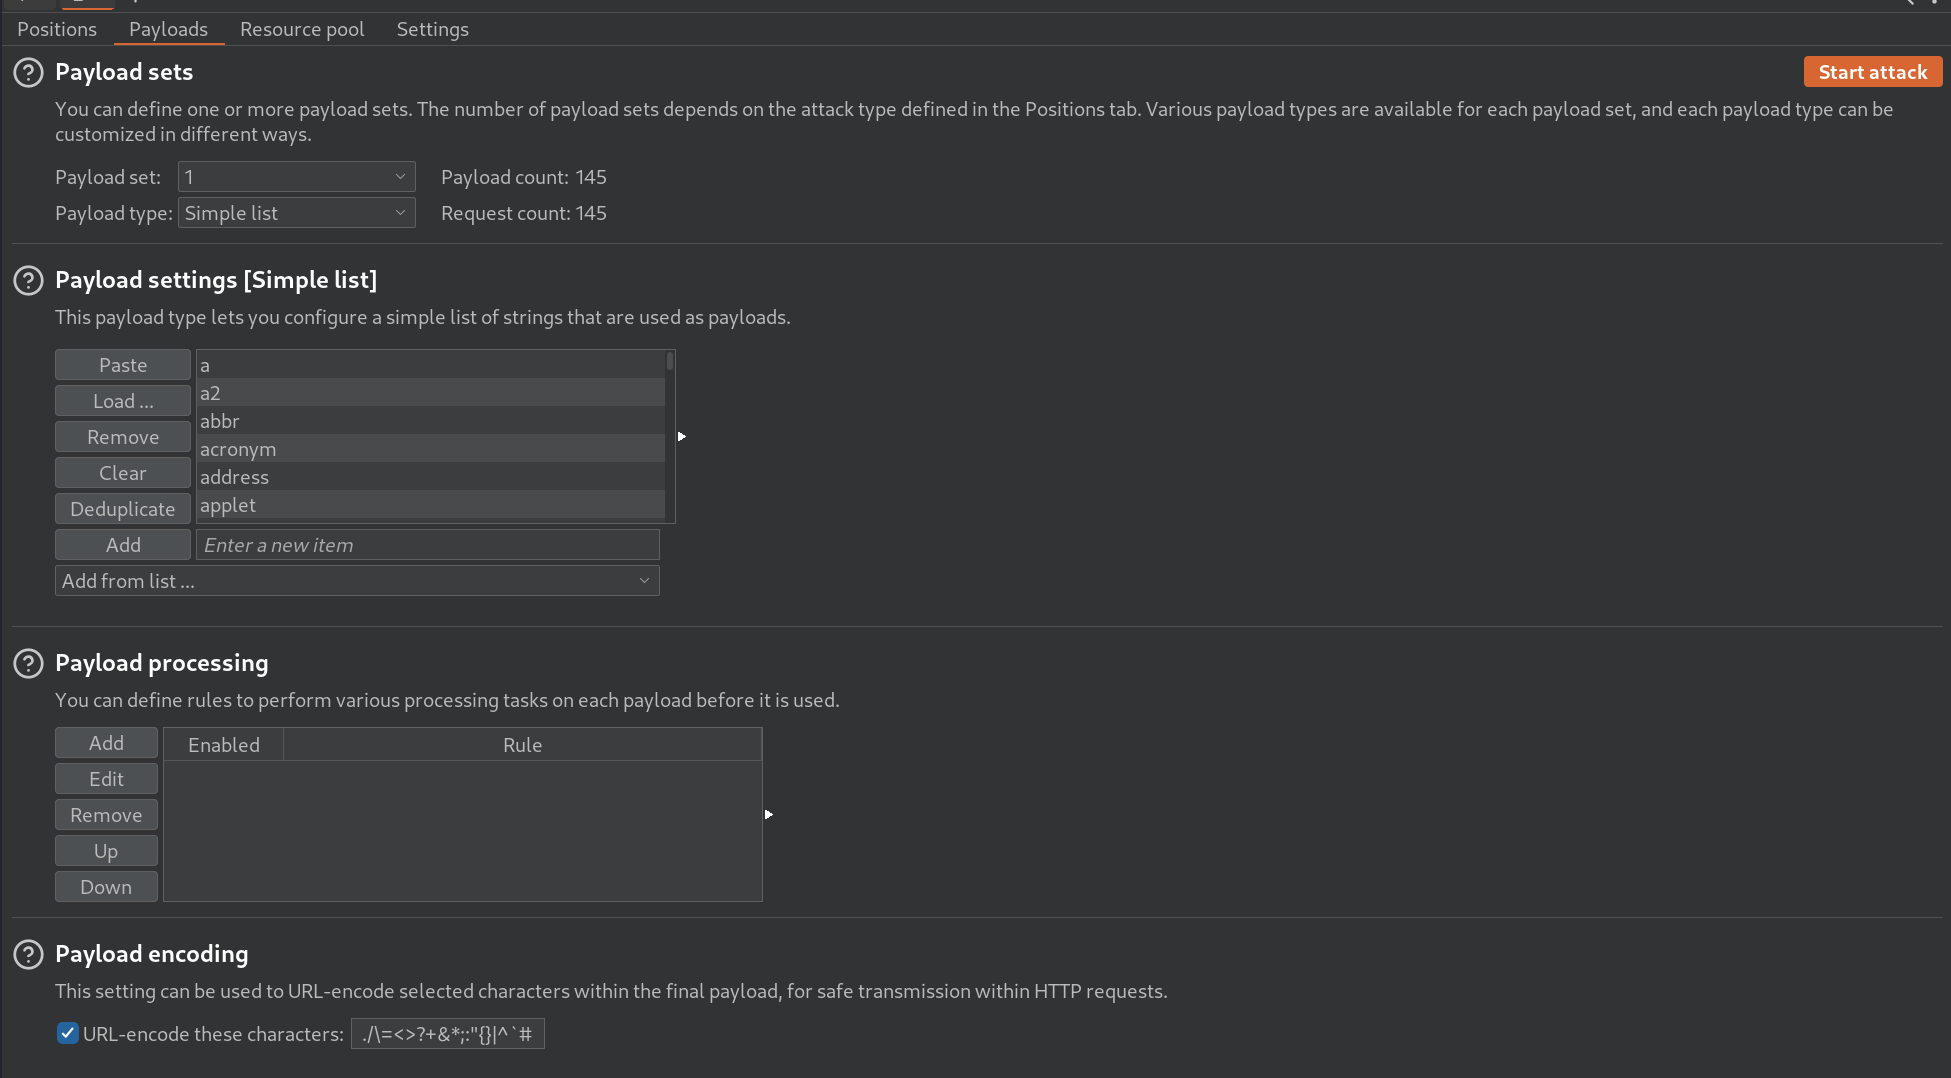 Positions Payloads Resource pool Settings
Payload sets
Start attack
You can define one or more payload sets. The number of payload sets depends on the attack type defined in the Positions tab. Various payload types are available for each payload set, and each payload type can be
customized in different ways.
Payload set: 1 Payload count: 145
Payload type: Simple list Request count: 145
Payload settings [Simple list]
This payload type lets you configure a simple list of strings that are used as payloads.
Paste
Load ...
Remove
Clear
Deduplicate
a
a2
abbr
acronym
address
applet
Add Enter a new item
Add from list ...
Payload processing
You can define rules to perform various processing tasks on each payload before it is used.
Add
Edit
Remove
Up
Down
Enabled Rule
Payload encoding
This setting can be used to URL-encode selected characters within the final payload, for safe transmission within HTTP requests.
URL-encode these characters: ./\=<>?+&*;:"{}|^`#